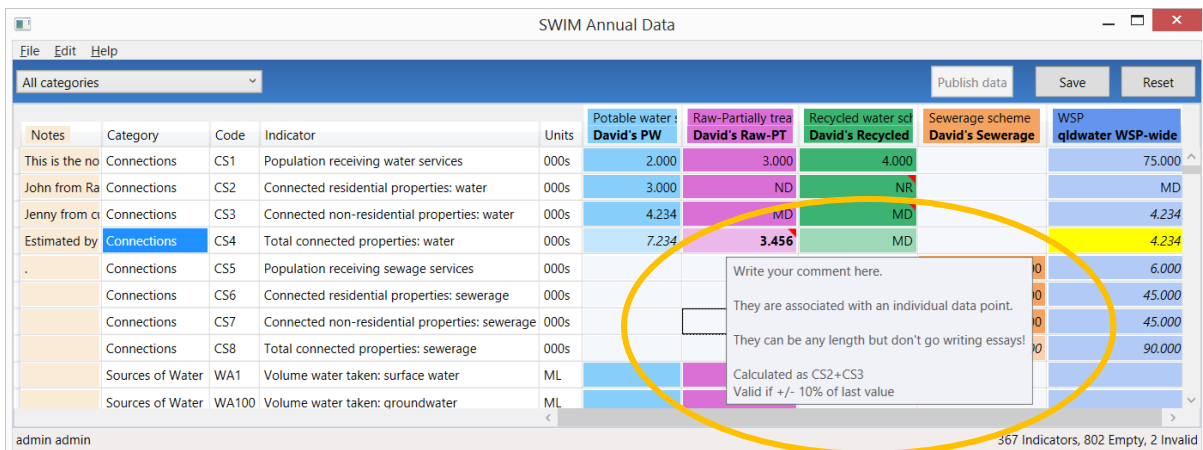 SWIM Annual Data
File Edit Help
All categories Publish data Save Reset
Potable water s Raw-Partially trea Recycled water sch Sewerage scheme WSP
Notes Category Code Indicator Units David's PW David's Raw-PT David's Recycled David's Sewerage qldwater WSP-wide
This is the no Connections CS1 Population receiving water services 000s 2.000 3.000 4.000 75.000
John from Ra Connections CS2 Connected residential properties: water 000s 3.000 ND NR MD
Jenny from cu Connections CS3 Connected non-residential properties: water 000s 4.234 MD MD 4.234
Estimated by Connections CS4 Total connected properties: water 000s 7.234 3.456 MD 4.234
. Connections CS5 Population receiving sewage services 000s 6.000
Connections CS6 Connected residential properties: sewerage 000s 45.000
Connections CS7 Connected non-residential properties: sewerage 000s 45.000
Connections CS8 Total connected properties: sewerage 000s 90.000
Sources of Water WA1 Volume water taken: surface water ML
Sources of Water WA100 Volume water taken: groundwater ML
Write your comment here.
They are associated with an individual data point.
They can be any length but don't go writing essays!
Calculated as CS2+CS3
Valid if +/- 10% of last value
admin admin 367 Indicators, 802 Empty, 2 Invalid